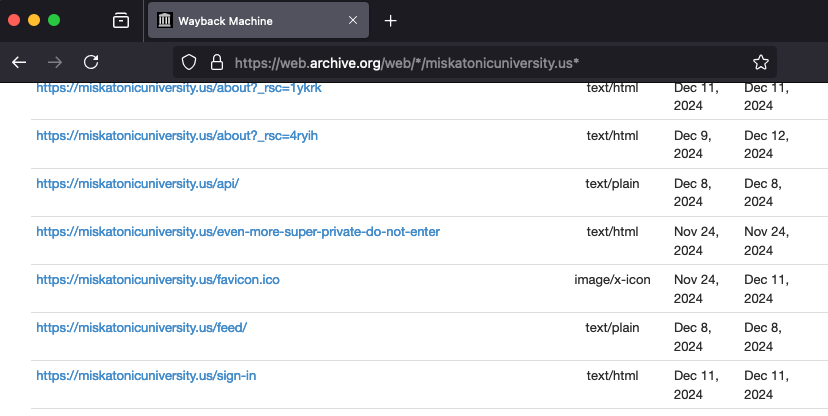 Wayback Machine
https://web.archive.org/web/*/miskatonicuniversity.us*
https://miskatonicuniversity.us/about?_rsc=1ykrk text/html Dec 11, 2024 Dec 11, 2024
https://miskatonicuniversity.us/about?_rsc=4ryih text/html Dec 9, 2024 Dec 12, 2024
https://miskatonicuniversity.us/api/ text/plain Dec 8, 2024 Dec 8, 2024
https://miskatonicuniversity.us/even-more-super-private-do-not-enter text/html Nov 24, 2024 Nov 24, 2024
https://miskatonicuniversity.us/favicon.ico image/x-icon Nov 24, 2024 Dec 11, 2024
https://miskatonicuniversity.us/feed/ text/plain Dec 8, 2024 Dec 8, 2024
https://miskatonicuniversity.us/sign-in text/html Dec 11, 2024 Dec 11, 2024